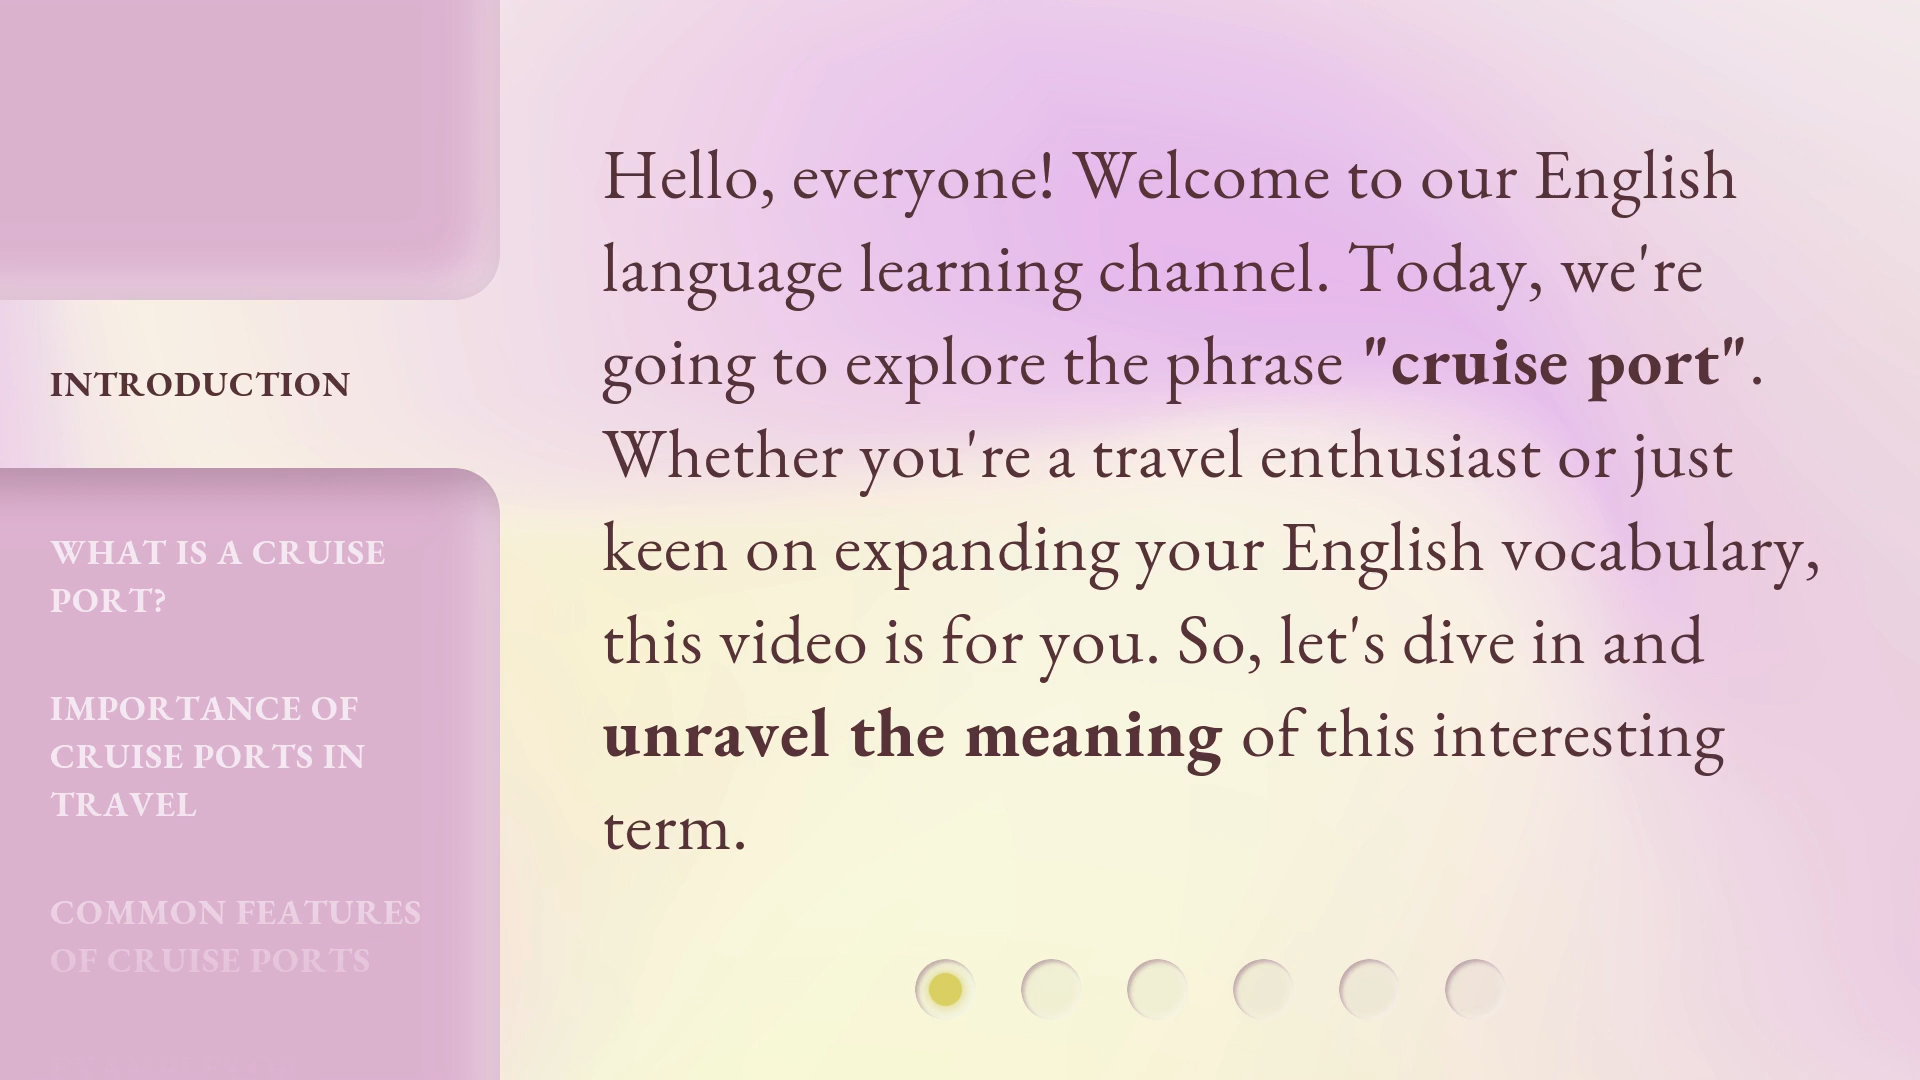 INTRODUCTION
WHAT IS A CRUISE
PORT?
IMPORTANCE OF
CRUISE PORTS IN
TRAVEL
COMMON FEATURES
OF CRUISE PORTS
Hello, everyone! Welcome to our English
language learning channel. Today, we're
going to explore the phrase "cruise port".
Whether you're a travel enthusiast or just
keen on expanding your English vocabulary,
this video is for you. So, let's dive in and
unravel the meaning of this interesting
term.